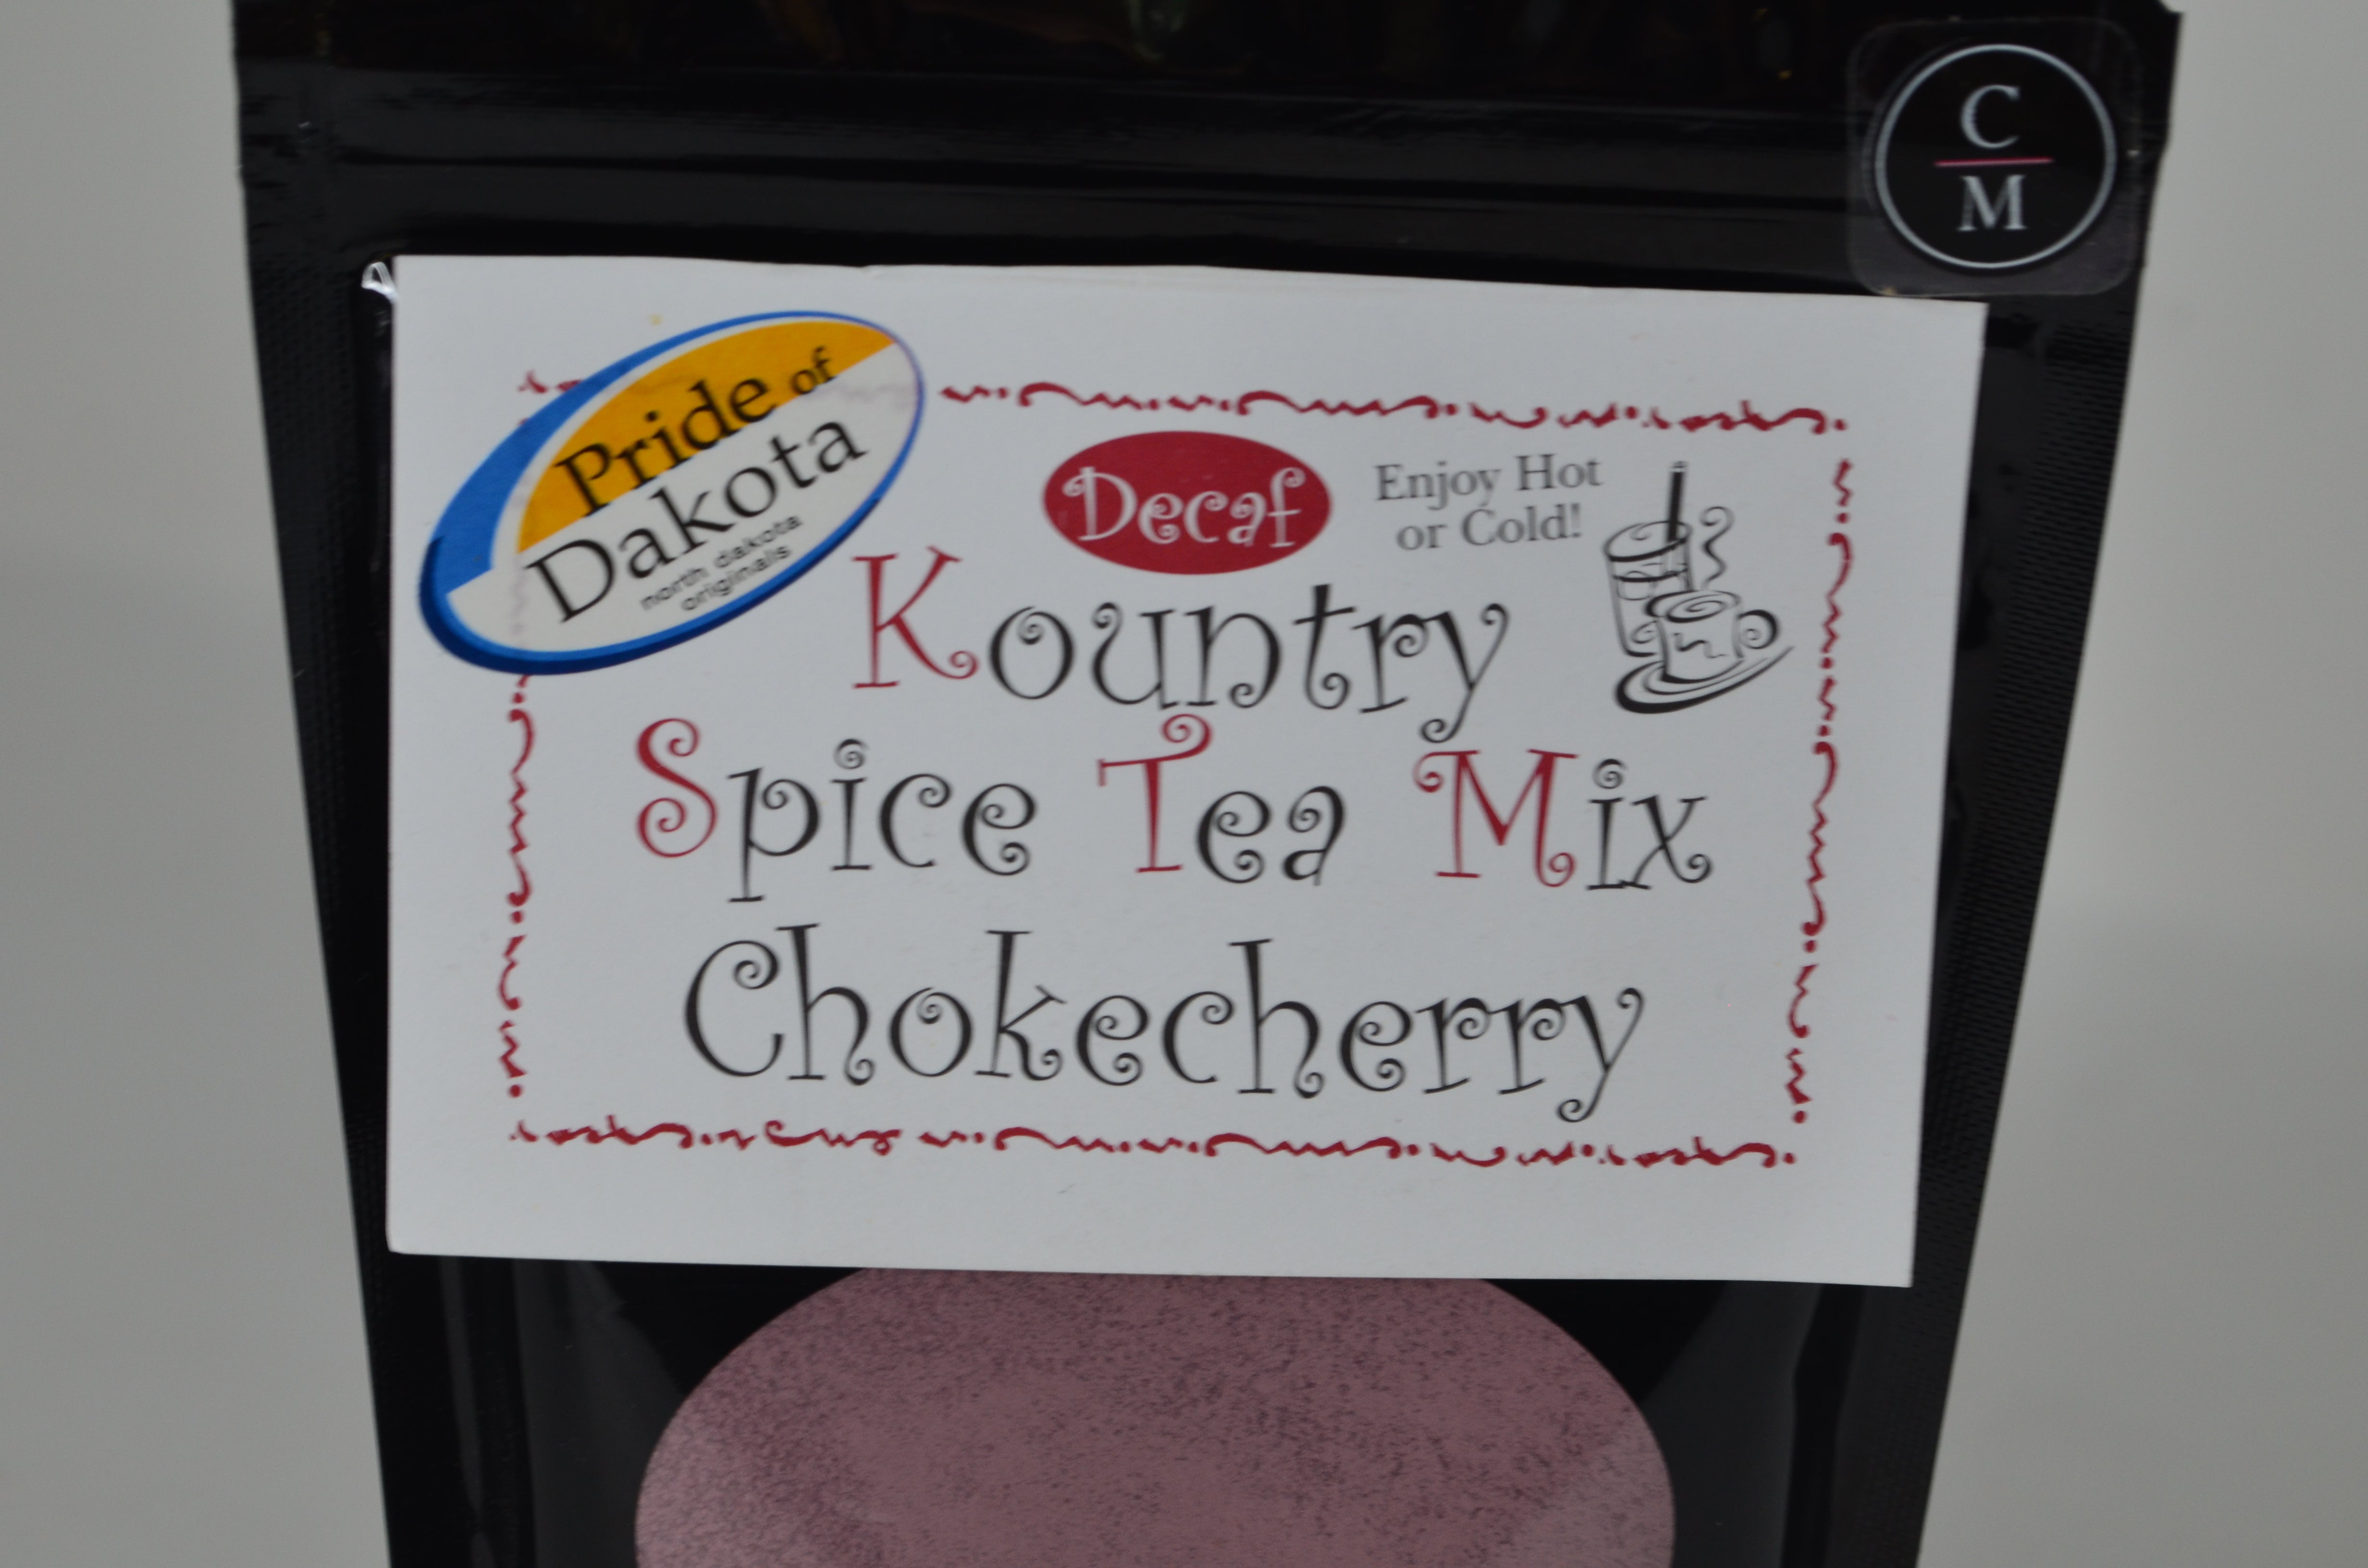 C
M
Pride of
Dakota
north dakota
originals
Decaf
Enjoy Hot
or Cold!
Kountry
Spice Tea Mix
Chokecherry